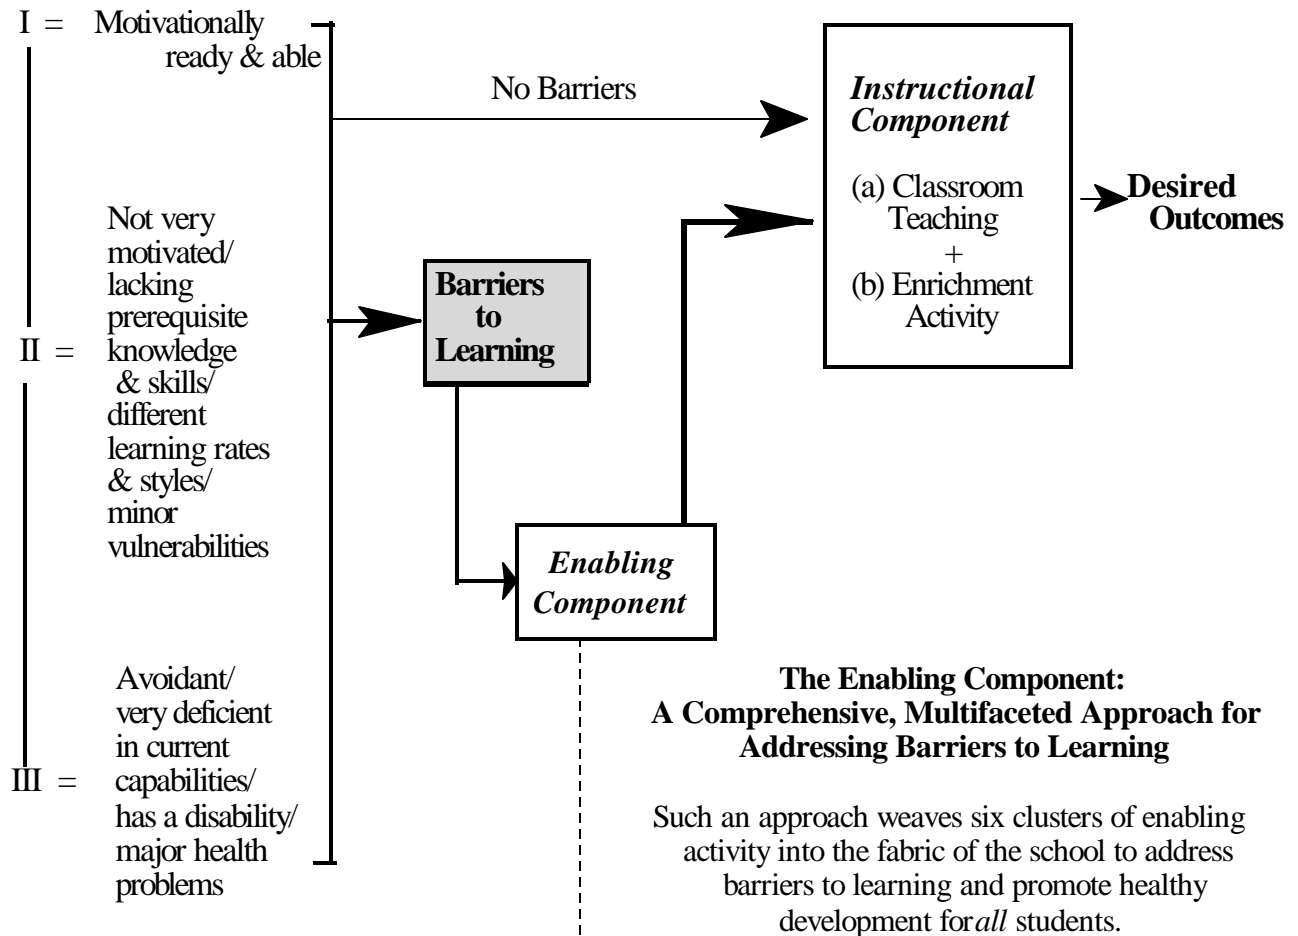 I = Motivationally
ready & able
No Barriers
Instructional
Component
(a) Classroom
Teaching
+
(b) Enrichment
Activity
Desired
Outcomes
Not very
motivated/
lacking
prerequisite
II = knowledge
& skills/
different
learning rates
& styles/
minor
vulnerabilities
Barriers
to
Learning
Enabling
Component
Avoidant/
very deficient
in current
III = capabilities/
has a disability/
major health
problems
The Enabling Component:
A Comprehensive, Multifaceted Approach for
Addressing Barriers to Learning
Such an approach weaves six clusters of enabling
activity into the fabric of the school to address
barriers to learning and promote healthy
development for all students.